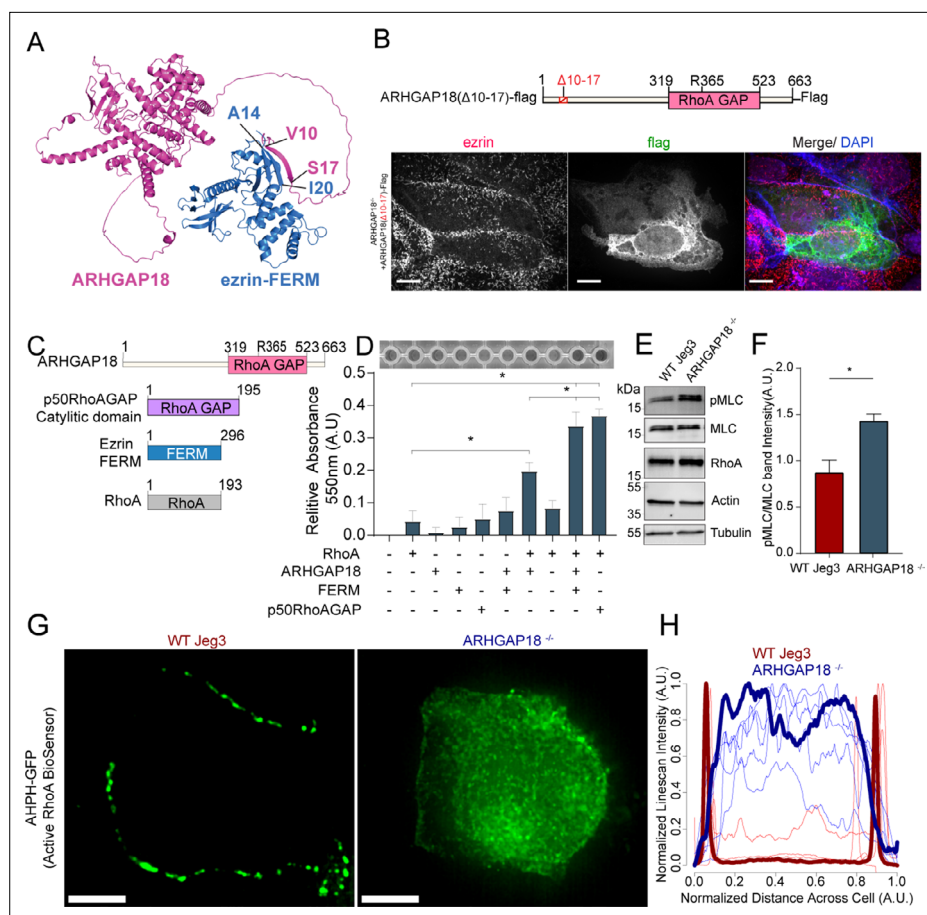 A
A14
V10
S17
I20
ARHGAP18
ezrin-FERM
B
1 Δ10-17 319 R365 523 663
ARHGAP18(Δ10-17)-flag RhoA GAP Flag
ezrin flag Merge/ DAPI
ARHGAP18-/-
+ARHGAP18(Δ10-17)-Flag
C
1 319 R365 523 663
ARHGAP18 RhoA GAP
1 195
p50RhoAGAP
Catylitic domain
RhoA GAP
1 296
Ezrin
FERM
FERM
1 193
RhoA RhoA
D
Relitive Absorbance
550nm (A.U)
0.5
0.4
0.3
0.2
0.1
0.0
* * *
RhoA - + - - - - + + + +
ARHGAP18 - - + - - + + - + -
FERM - - - + - + - + + -
p50RhoAGAP - - - - + - - - - +
E
WT Jeg3
ARHGAP18 -/-
kDa
15 pMLC
15 MLC
15 RhoA
55
35 Actin
55 Tubulin
F
pMLC/MLC band Intensity(A.U.)
2.0
1.5
1.0
0.5
0.0
*
WT Jeg3 ARHGAP18 -/-
G
WT Jeg3 ARHGAP18 -/-
AHPH-GFP
(Active RhoA BioSensor)
H
WT Jeg3
ARHGAP18 -/-
Normalized Linescan Intensity (A.U.)
1.0
0.8
0.6
0.4
0.2
0.0
0.0 0.2 0.4 0.6 0.8 1.0
Normalized Distance Across Cell (A.U.)